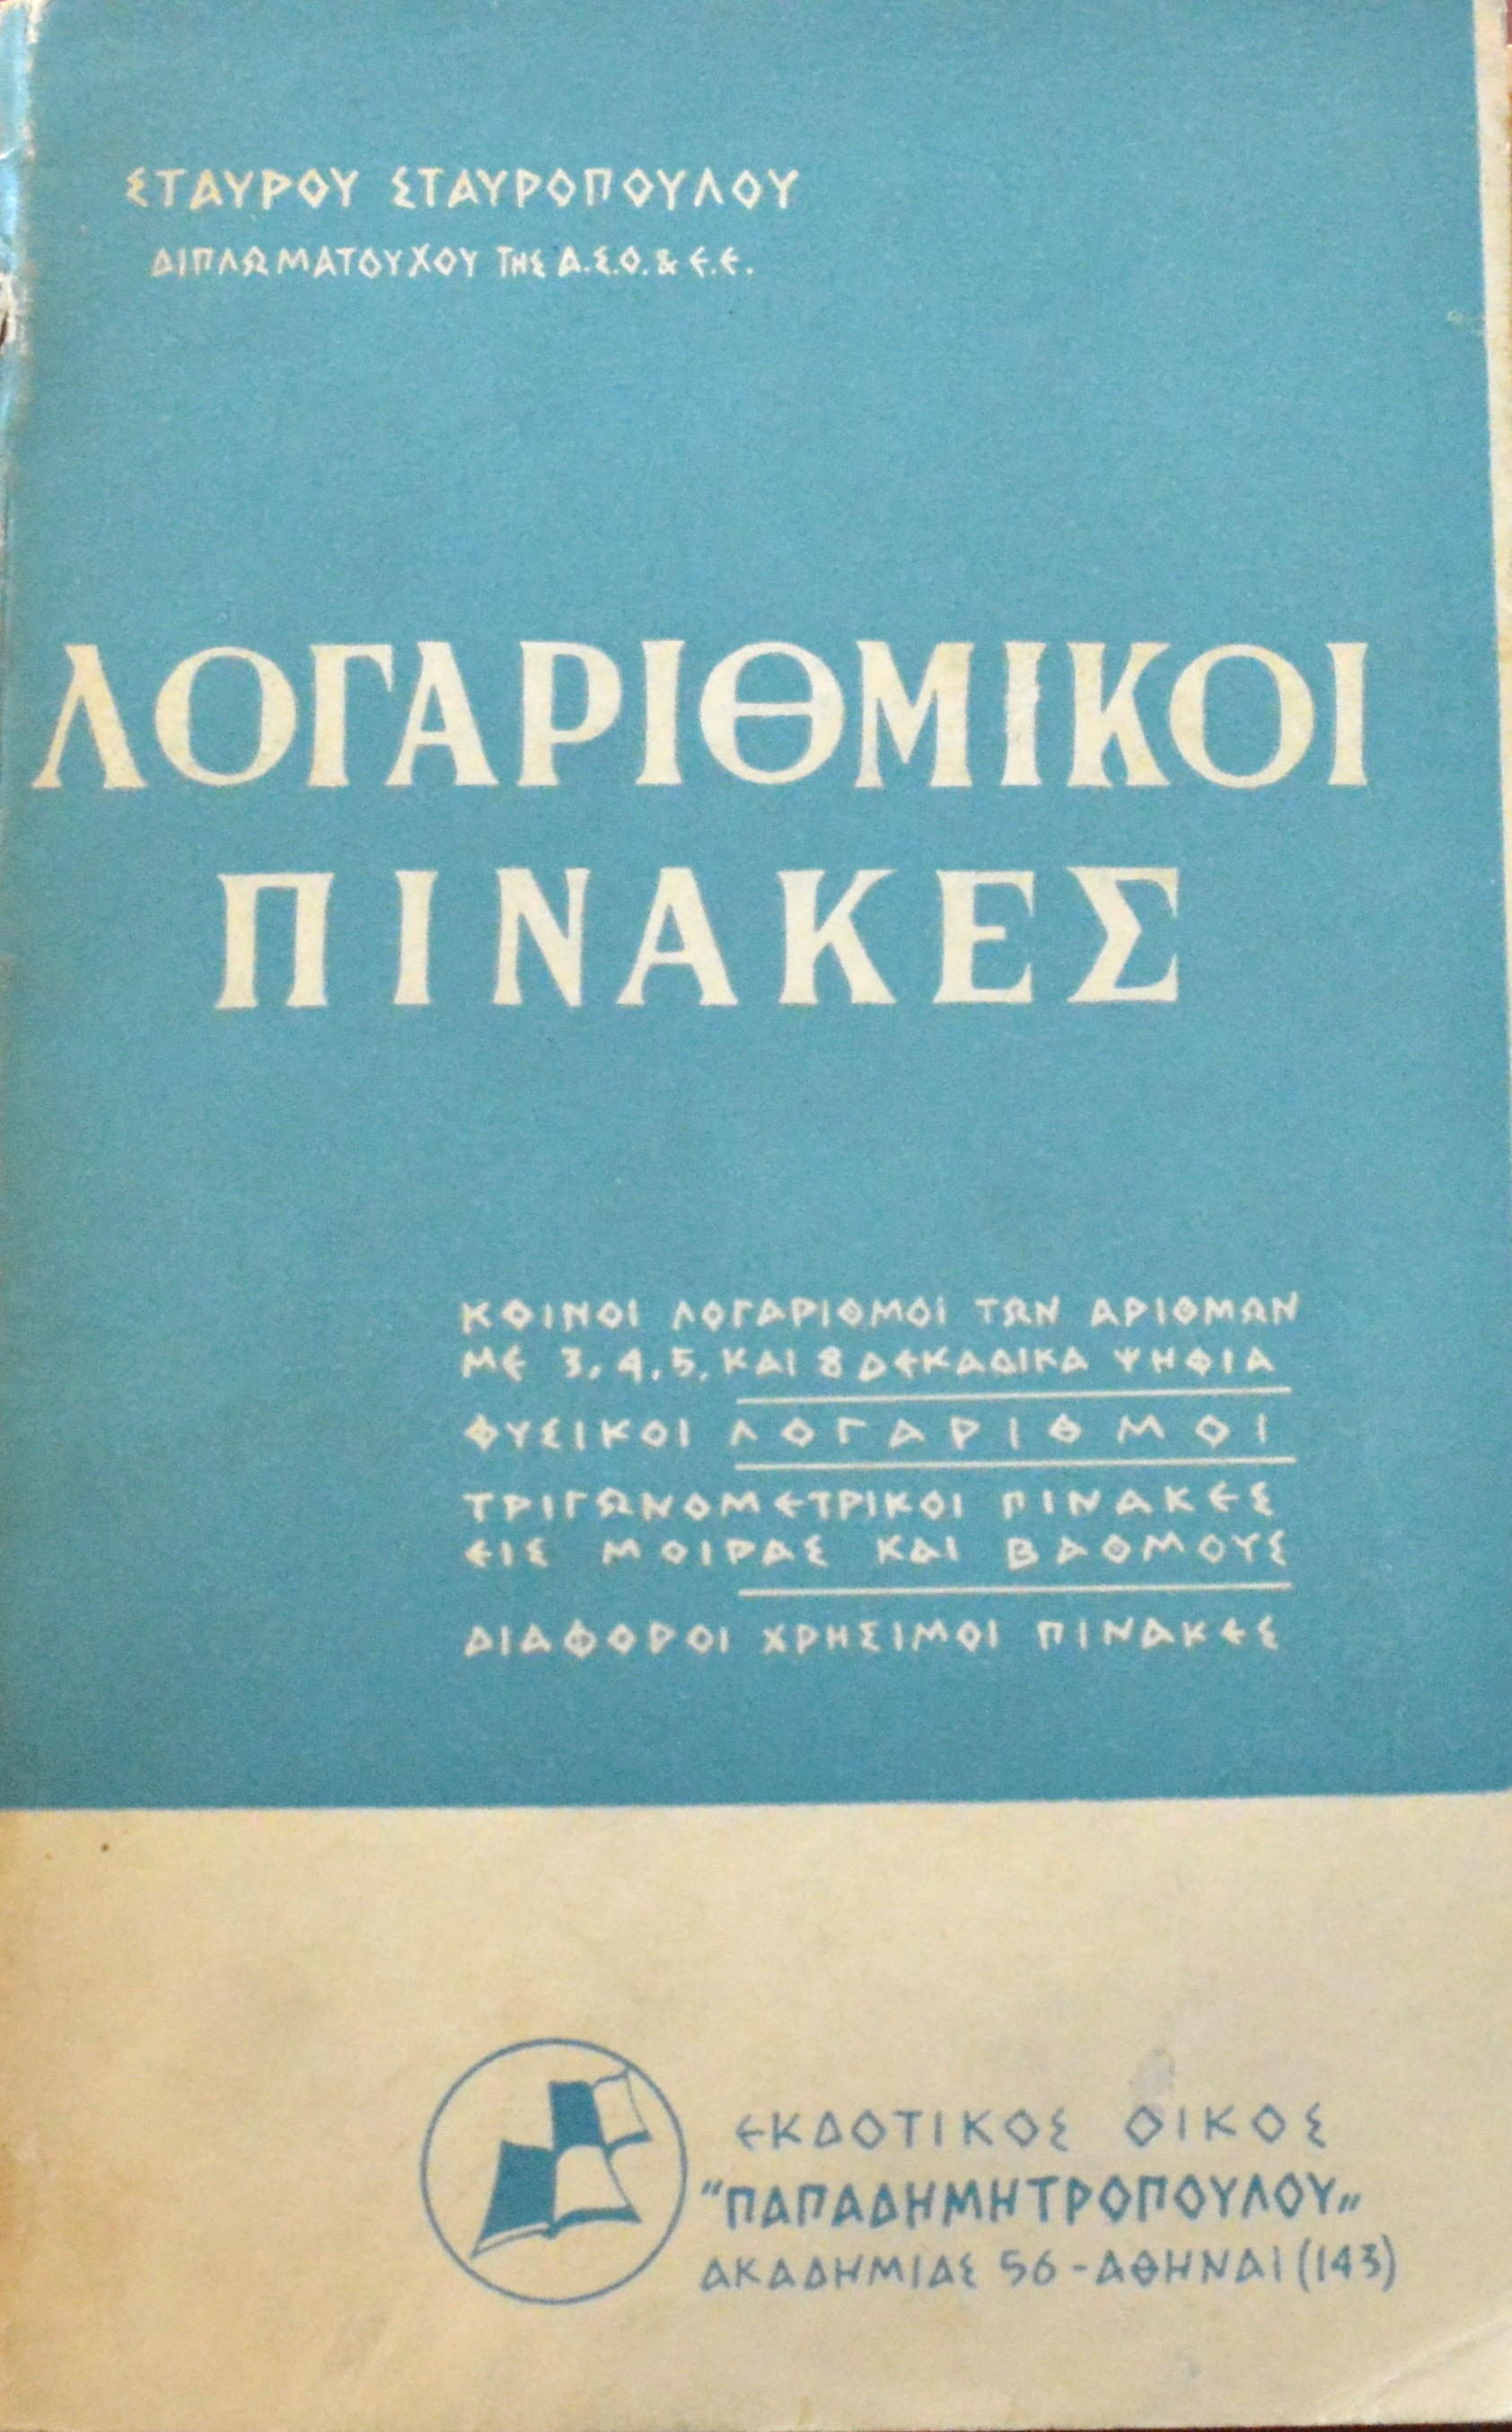 ΣΤΑΥΡΟΥ ΣΤΑΥΡΟΠΟΥΛΟΥ
ΔΙΠΛΩΜΑΤΟΥΧΟΥ ΤΗΣ Α.Σ.Ο. & Ε.Ε.
ΛΟΓΑΡΙΘΜΙΚΟΙ
ΠΙΝΑΚΕΣ
ΚΟΙΝΟΙ ΛΟΓΑΡΙΘΜΟΙ ΤΩΝ ΑΡΙΘΜΩΝ
ΜΕ 3, 4, 5, ΚΑΙ 8 ΔΕΚΑΔΙΚΑ ΨΗΦΙΑ
ΦΥΣΙΚΟΙ ΛΟΓΑΡΙΘΜΟΙ
ΤΡΙΓΩΝΟΜΕΤΡΙΚΟΙ ΠΙΝΑΚΕΣ
ΕΙΣ ΜΟΙΡΑΣ ΚΑΙ ΒΑΘΜΟΥΣ
ΔΙΑΦΟΡΟΙ ΧΡΗΣΙΜΟΙ ΠΙΝΑΚΕΣ
ΕΚΔΟΤΙΚΟΣ ΟΙΚΟΣ
“ΠΑΠΑΔΗΜΗΤΡΟΠΟΥΛΟΥ„
ΑΚΑΔΗΜΙΑΣ 56 - ΑΘΗΝΑΙ (143)